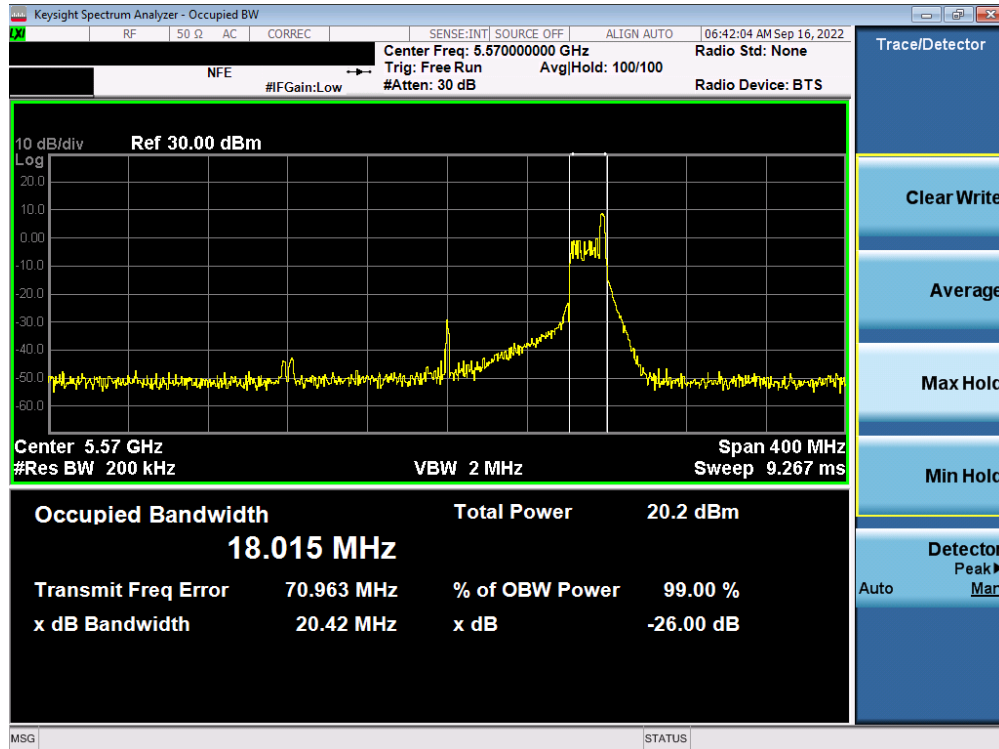 Keysight Spectrum Analyzer - Occupied BW
LXI RF 50 Ω AC CORREC SENSE:INT SOURCE OFF ALIGN AUTO 06:42:04 AM Sep 16, 2022
Center Freq: 5.570000000 GHz Radio Std: None
NFE Trig: Free Run Avg|Hold: 100/100
#IFGain:Low #Atten: 30 dB Radio Device: BTS
Trace/Detector
10 dB/div Ref 30.00 dBm
Log
20.0
10.0
0.00
-10.0
-20.0
-30.0
-40.0
-50.0
-60.0
Center 5.57 GHz Span 400 MHz
#Res BW 200 kHz VBW 2 MHz Sweep 9.267 ms
Occupied Bandwidth Total Power 20.2 dBm
18.015 MHz
Transmit Freq Error 70.963 MHz % of OBW Power 99.00 %
x dB Bandwidth 20.42 MHz x dB -26.00 dB
Clear Write
Average
Max Hold
Min Hold
Detector
Peak
Auto Man
MSG STATUS